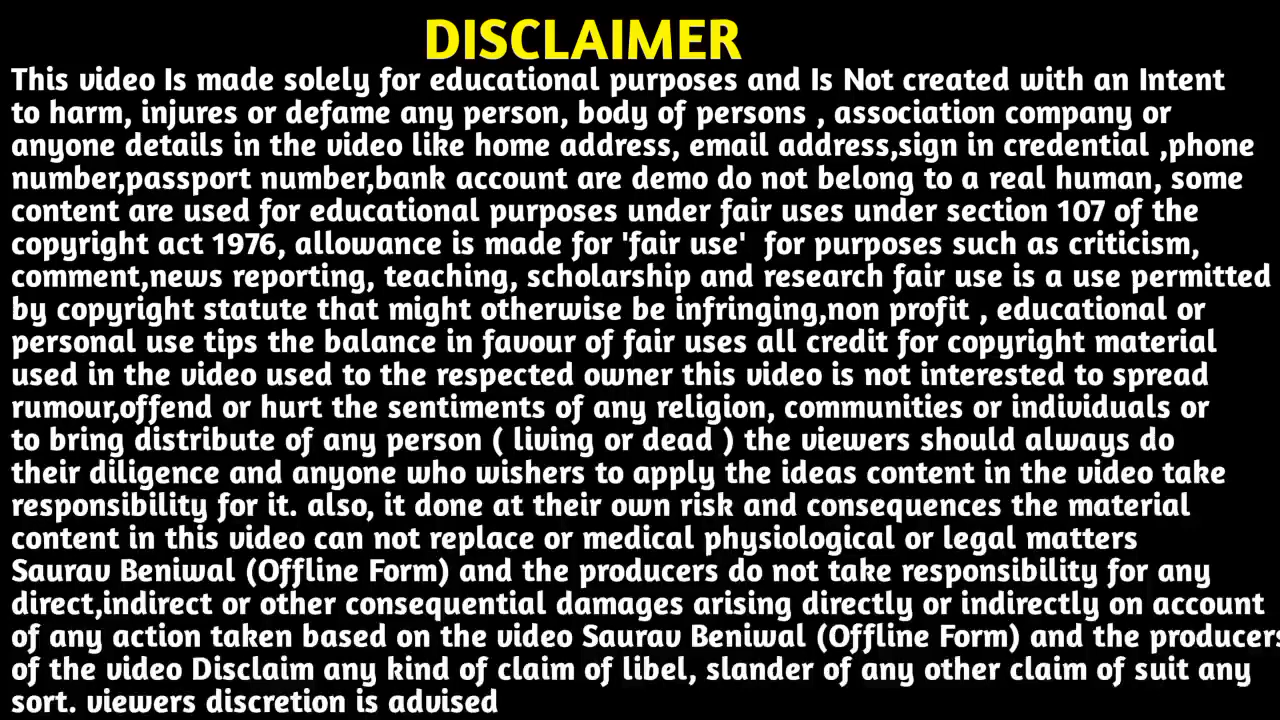 DISCLAIMER
This video Is made solely for educational purposes and Is Not created with an Intent
to harm, injures or defame any person, body of persons , association company or
anyone details in the video like home address, email address,sign in credential ,phone
number,passport number,bank account are demo do not belong to a real human, some
content are used for educational purposes under fair uses under section 107 of the
copyright act 1976, allowance is made for 'fair use'  for purposes such as criticism,
comment,news reporting, teaching, scholarship and research fair use is a use permitted
by copyright statute that might otherwise be infringing,non profit , educational or
personal use tips the balance in favour of fair uses all credit for copyright material
used in the video used to the respected owner this video is not interested to spread
rumour,offend or hurt the sentiments of any religion, communities or individuals or
to bring distribute of any person ( living or dead ) the viewers should always do
their diligence and anyone who wishers to apply the ideas content in the video take
responsibility for it. also, it done at their own risk and consequences the material
content in this video can not replace or medical physiological or legal matters
Saurav Beniwal (Offline Form) and the producers do not take responsibility for any
direct,indirect or other consequential damages arising directly or indirectly on account
of any action taken based on the video Saurav Beniwal (Offline Form) and the producers
of the video Disclaim any kind of claim of libel, slander of any other claim of suit any
sort. viewers discretion is advised